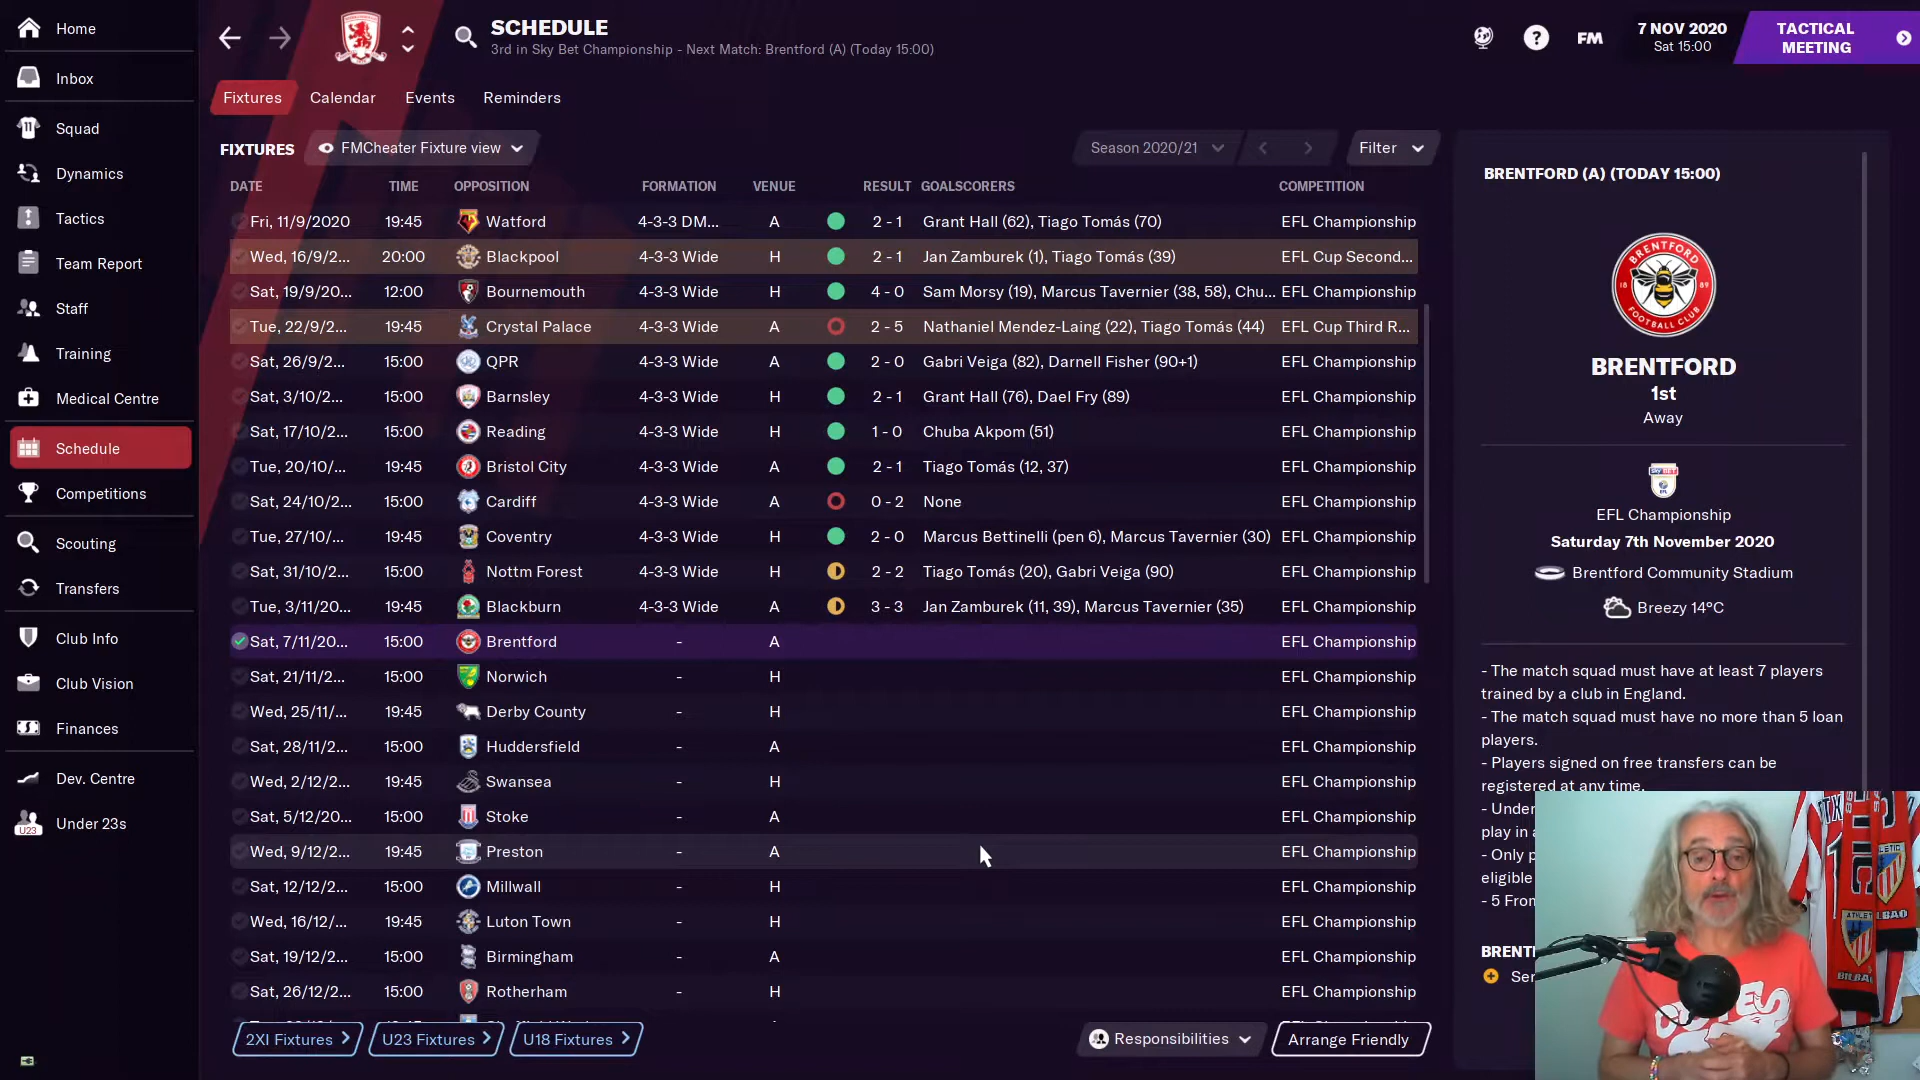 Home
Inbox
Squad
Dynamics
Tactics
Team Report
Staff
Training
Medical Centre
Schedule
Competitions
Scouting
Transfers
Club Info
Club Vision
Finances
Dev. Centre
Under 23s
SCHEDULE
3rd in Sky Bet Championship - Next Match: Brentford (A) (Today 15:00)
FM
7 NOV 2020
Sat 15:00
TACTICAL
MEETING
Fixtures Calendar Events Reminders
FIXTURES FMCheater Fixture view Season 2020/21 Filter
DATE TIME OPPOSITION FORMATION VENUE RESULT GOALSCORERS COMPETITION
Fri, 11/9/2020 19:45 Watford 4-3-3 DM... A 2 - 1 Grant Hall (62), Tiago Tomás (70) EFL Championship
Wed, 16/9/2... 20:00 Blackpool 4-3-3 Wide H 2 - 1 Jan Zamburek (1), Tiago Tomás (39) EFL Cup Second...
Sat, 19/9/20... 12:00 Bournemouth 4-3-3 Wide H 4 - 0 Sam Morsy (19), Marcus Tavernier (38, 58), Chu... EFL Championship
Tue, 22/9/2... 19:45 Crystal Palace 4-3-3 Wide A 2 - 5 Nathaniel Mendez-Laing (22), Tiago Tomás (44) EFL Cup Third R...
Sat, 26/9/2... 15:00 QPR 4-3-3 Wide A 2 - 0 Gabri Veiga (82), Darnell Fisher (90+1) EFL Championship
Sat, 3/10/2... 15:00 Barnsley 4-3-3 Wide H 2 - 1 Grant Hall (76), Dael Fry (89) EFL Championship
Sat, 17/10/2... 15:00 Reading 4-3-3 Wide H 1 - 0 Chuba Akpom (51) EFL Championship
Tue, 20/10/... 19:45 Bristol City 4-3-3 Wide A 2 - 1 Tiago Tomás (12, 37) EFL Championship
Sat, 24/10/2... 15:00 Cardiff 4-3-3 Wide A 0 - 2 None EFL Championship
Tue, 27/10/... 19:45 Coventry 4-3-3 Wide H 2 - 0 Marcus Bettinelli (pen 6), Marcus Tavernier (30) EFL Championship
Sat, 31/10/2... 15:00 Nottm Forest 4-3-3 Wide H 2 - 2 Tiago Tomás (20), Gabri Veiga (90) EFL Championship
Tue, 3/11/20... 19:45 Blackburn 4-3-3 Wide A 3 - 3 Jan Zamburek (11, 39), Marcus Tavernier (35) EFL Championship
Sat, 7/11/20... 15:00 Brentford - A EFL Championship
Sat, 21/11/2... 15:00 Norwich - H EFL Championship
Wed, 25/11/... 19:45 Derby County - H EFL Championship
Sat, 28/11/2... 15:00 Huddersfield - A EFL Championship
Wed, 2/12/2... 19:45 Swansea - H EFL Championship
Sat, 5/12/20... 15:00 Stoke - A EFL Championship
Wed, 9/12/2... 19:45 Preston - A EFL Championship
Sat, 12/12/2... 15:00 Millwall - H EFL Championship
Wed, 16/12/... 19:45 Luton Town - H EFL Championship
Sat, 19/12/2... 15:00 Birmingham - A EFL Championship
Sat, 26/12/2... 15:00 Rotherham - H EFL Championship
2XI Fixtures U23 Fixtures U18 Fixtures Responsibilities Arrange Friendly
BRENTFORD (A) (TODAY 15:00)
BRENTFORD
FOOTBALL CLUB
18 89
BRENTFORD
1st
Away
EFL Championship
Saturday 7th November 2020
Brentford Community Stadium
Breezy 14°C
- The match squad must have at least 7 players
trained by a club in England.
- The match squad must have no more than 5 loan
players.
- Players signed on free transfers can be
registered at any time.
- Under
play in a
- Only p
eligible
- 5 From
BRENTF
Ser
ATHLETIC
BILBAO